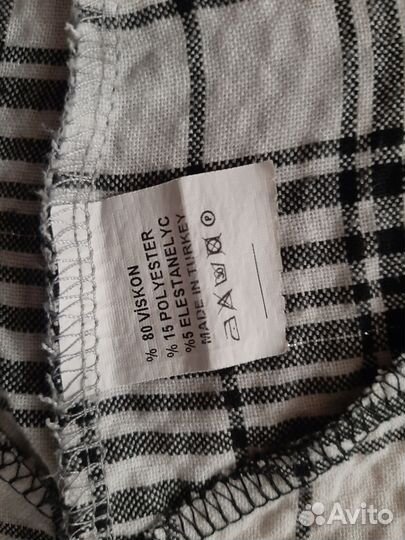 % 80 VİSKON
% 15 POLYESTER
%5 ELESTANELYC
MADE IN TURKEY
P
Avito